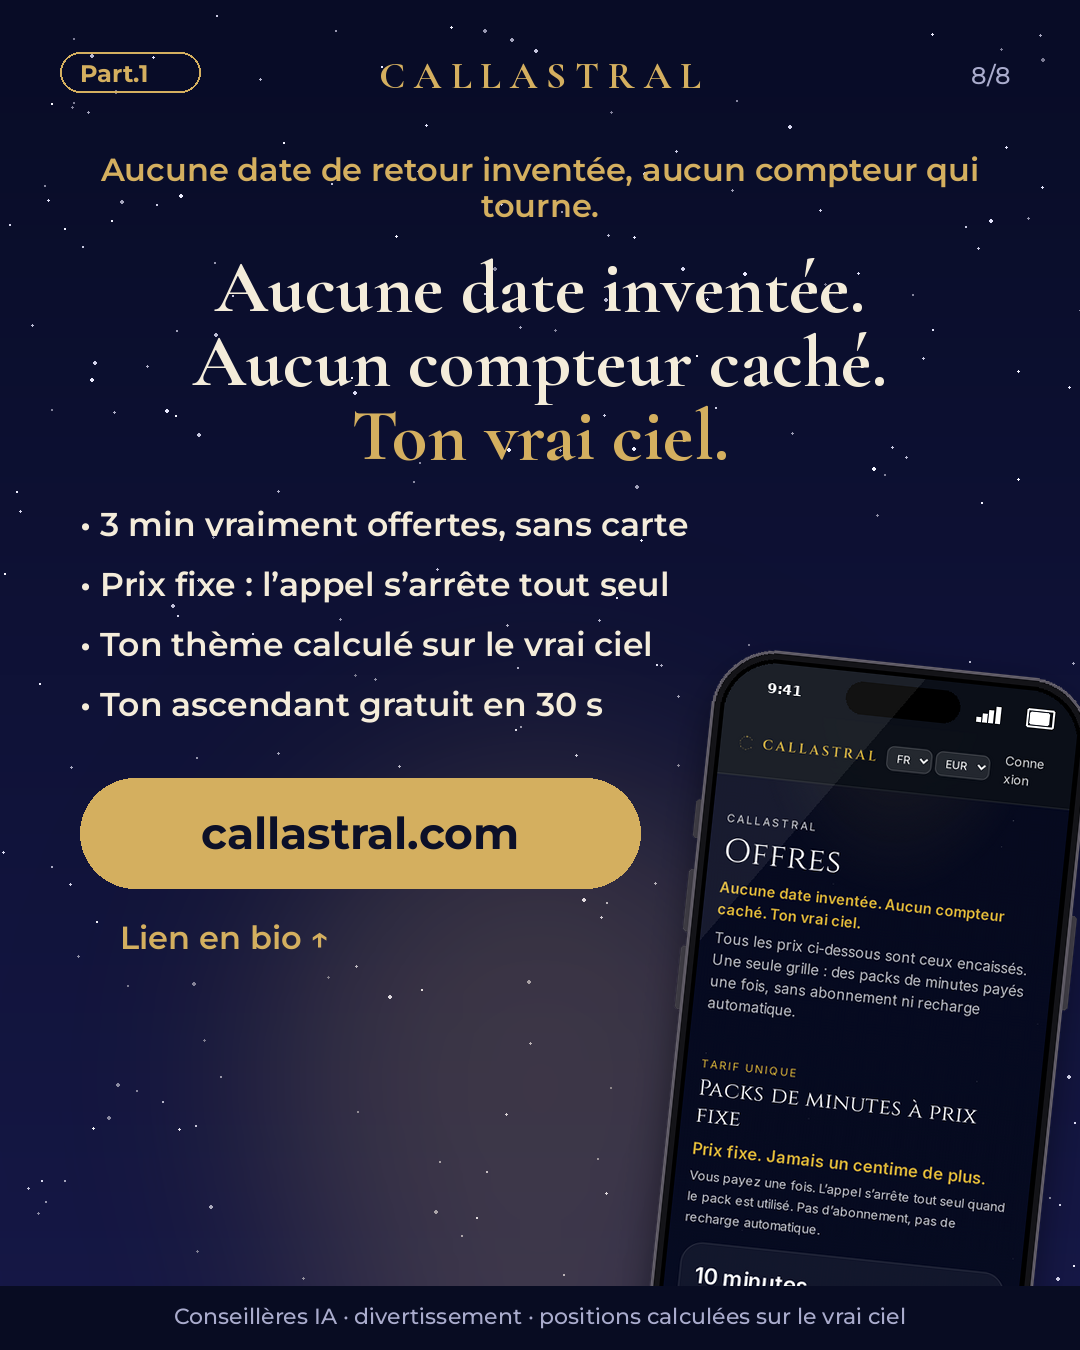 Part.1
CALLASTRAL
8/8
Aucune date de retour inventée, aucun compteur qui
tourne.
Aucune date inventée.
Aucun compteur caché.
Ton vrai ciel.
• 3 min vraiment offertes, sans carte
• Prix fixe : l’appel s’arrête tout seul
• Ton thème calculé sur le vrai ciel
• Ton ascendant gratuit en 30 s
callastral.com
Lien en bio ↑
9:41
CALLASTRAL
FR
EUR
Conne
xion
CALLASTRAL
OFFRES
Aucune date inventée. Aucun compteur
caché. Ton vrai ciel.
Tous les prix ci-dessous sont ceux encaissés.
Une seule grille : des packs de minutes payés
une fois, sans abonnement ni recharge
automatique.
TARIF UNIQUE
PACKS DE MINUTES À PRIX
FIXE
Prix fixe. Jamais un centime de plus.
Vous payez une fois. L’appel s’arrête tout seul quand
le pack est utilisé. Pas d’abonnement, pas de
recharge automatique.
10 minutes
Conseillères IA · divertissement · positions calculées sur le vrai ciel